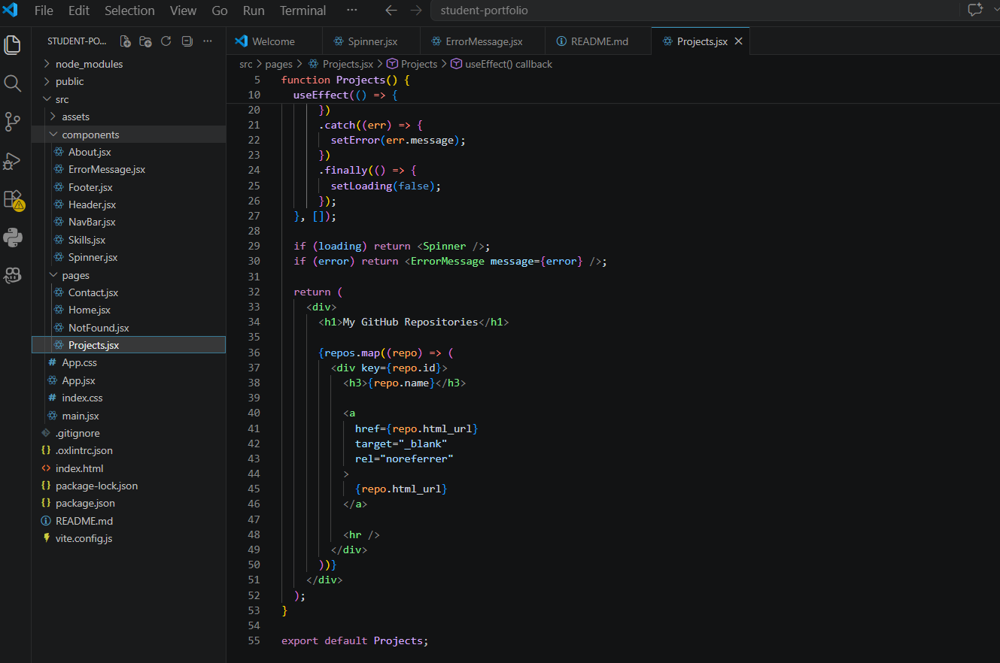 File Edit Selection View Go Run Terminal ··· student-portfolio
STUDENT-PO...
node_modules
public
src
assets
components
About.jsx
ErrorMessage.jsx
Footer.jsx
Header.jsx
NavBar.jsx
Skills.jsx
Spinner.jsx
pages
Contact.jsx
Home.jsx
NotFound.jsx
Projects.jsx
App.css
App.jsx
index.css
main.jsx
.gitignore
.oxlintrc.json
index.html
package-lock.json
package.json
README.md
vite.config.js
Welcome Spinner.jsx ErrorMessage.jsx README.md Projects.jsx
src > pages > Projects.jsx > Projects > useEffect() callback
5 function Projects() {
10 useEffect(() => {
20 })
21 .catch((err) => {
22 setError(err.message);
23 })
24 .finally(() => {
25 setLoading(false);
26 });
27 }, []);
28
29 if (loading) return <Spinner />;
30 if (error) return <ErrorMessage message={error} />;
31
32 return (
33 <div>
34 <h1>My GitHub Repositories</h1>
35
36 {repos.map((repo) => (
37 <div key={repo.id}>
38 <h3>{repo.name}</h3>
39
40 <a
41 href={repo.html_url}
42 target="_blank"
43 rel="noreferrer"
44 >
45 {repo.html_url}
46 </a>
47
48 <hr />
49 </div>
50 ))}
51 </div>
52 );
53 }
54
55 export default Projects;